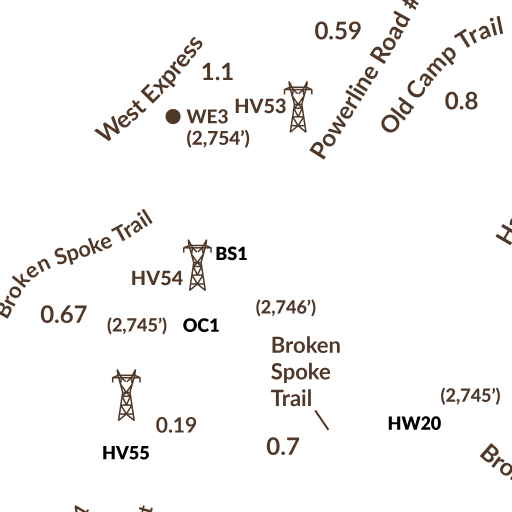 0.59
West Express
1.1
Powerline Road #
Old Camp Trail
0.8
HV53
WE3
(2,754’)
Broken Spoke Trail
BS1
HV54
0.67
(2,745’)
OC1
(2,746’)
Broken
Spoke
Trail
(2,745’)
HW20
0.19
0.7
HV55